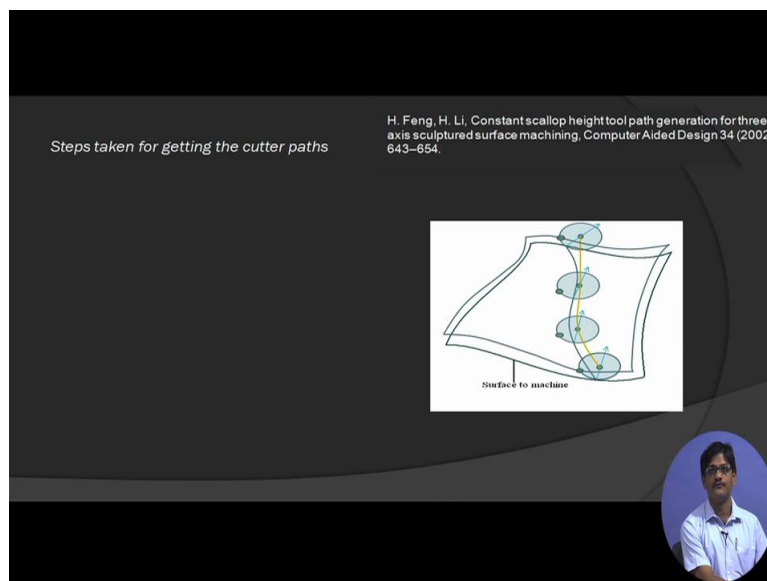 Steps taken for getting the cutter paths
H. Feng, H. Li, Constant scallop height tool path generation for three
axis sculptured surface machining, Computer Aided Design 34 (2002
643–654.
Surface to machine